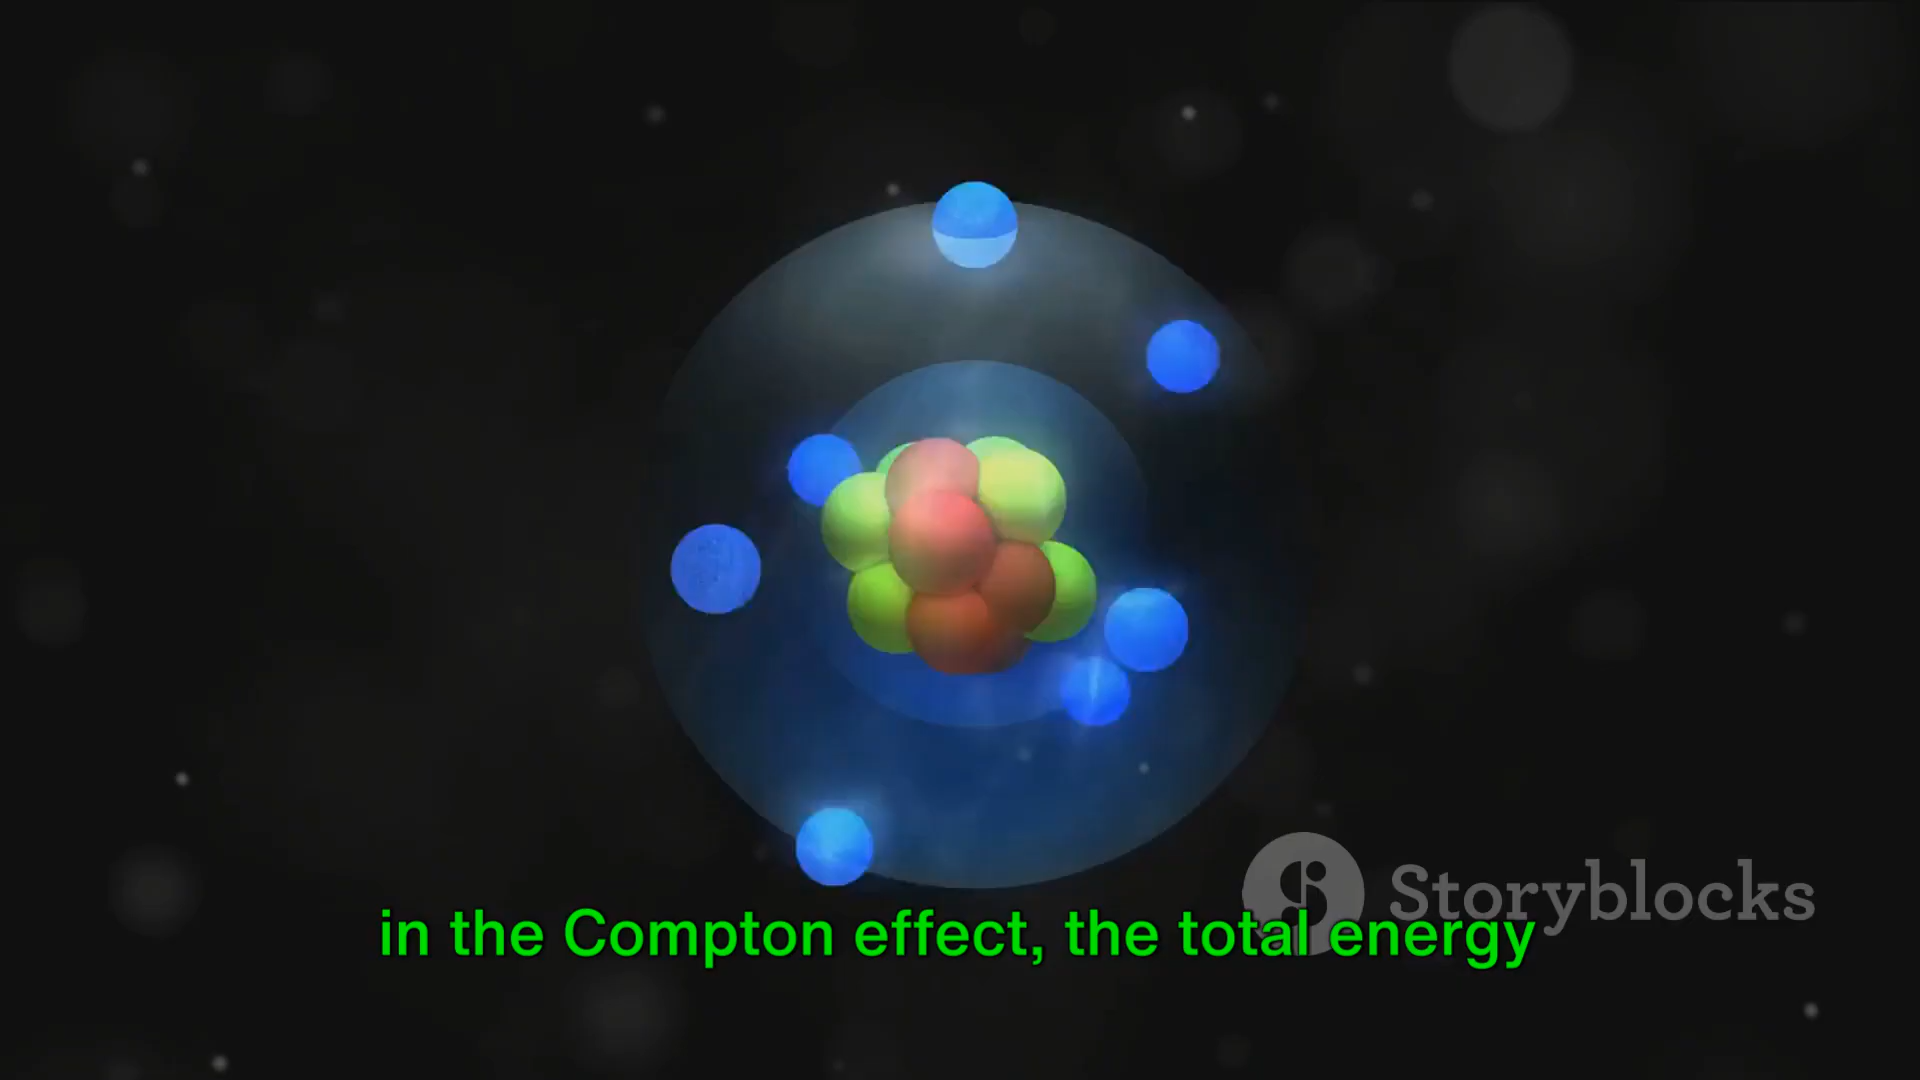 Storyblocks
in the Compton effect, the total energy